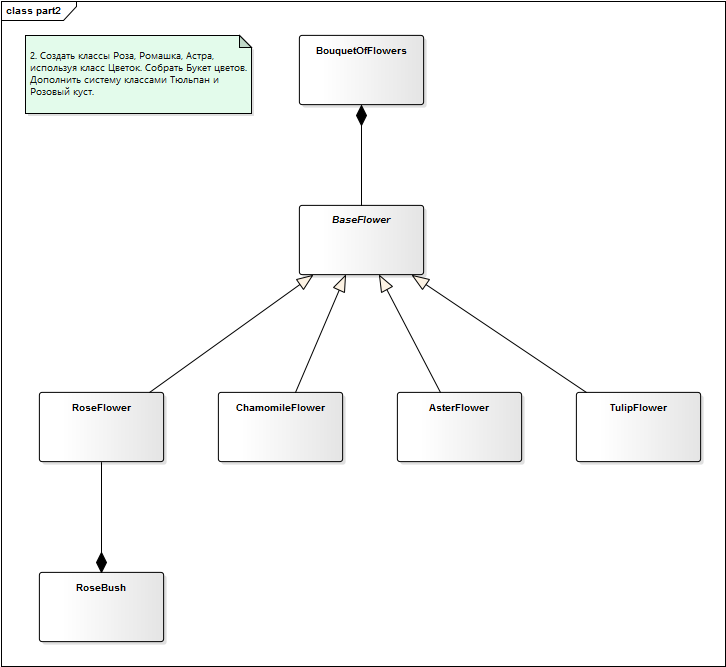 class part2
2. Создать классы Роза, Ромашка, Астра,
используя класс Цветок. Собрать Букет цветов.
Дополнить систему классами Тюльпан и
Розовый куст.
BouquetOfFlowers
BaseFlower
RoseFlower
ChamomileFlower
AsterFlower
TulipFlower
RoseBush